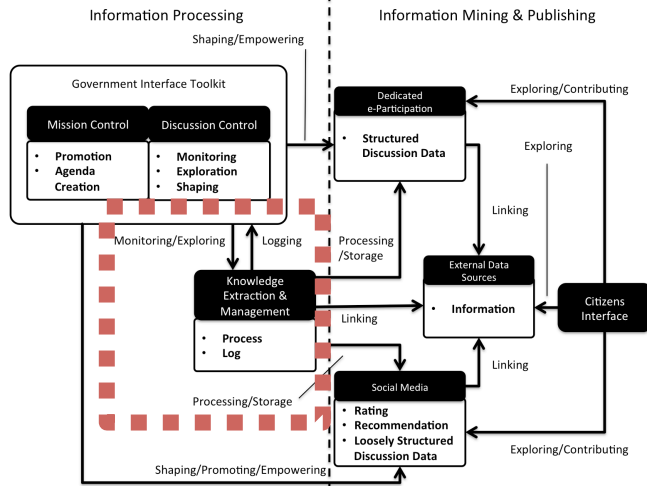 Information Processing
Information Mining & Publishing
Shaping/Empowering
Government Interface Toolkit
Mission Control
Discussion Control
• Promotion
• Agenda
Creation
• Monitoring
• Exploration
• Shaping
Dedicated
e-Participation
• Structured
Discussion Data
Exploring/Contributing
Exploring
Linking
Monitoring/Exploring
Logging
Processing
/Storage
Knowledge
Extraction &
Management
• Process
• Log
Linking
External Data
Sources
• Information
Citizens
Interface
Processing/Storage
Linking
Social Media
• Rating
• Recommendation
• Loosely Structured
Discussion Data
Exploring/Contributing
Shaping/Promoting/Empowering